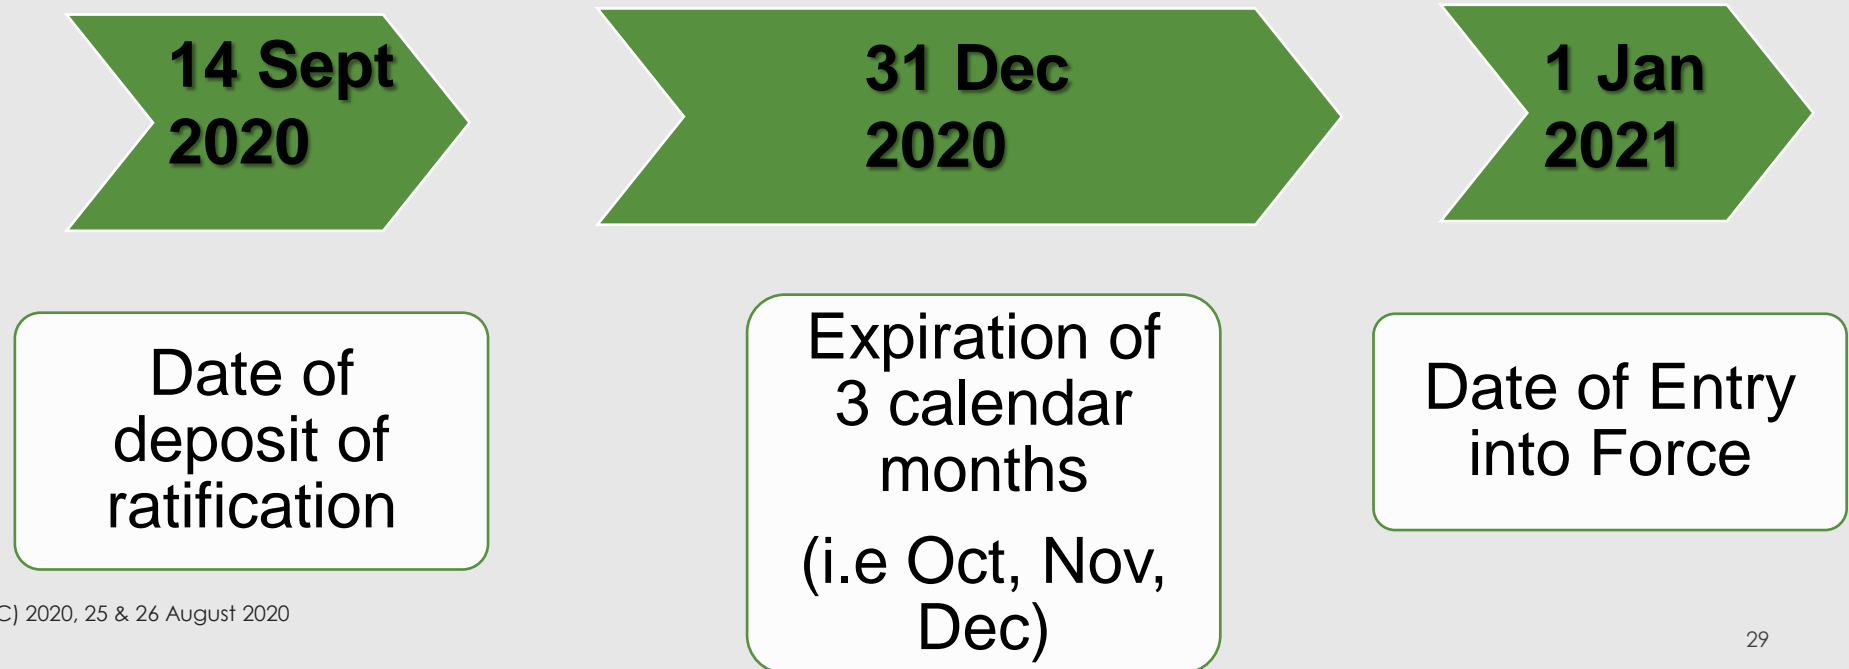 14 Sept
2020
31 Dec
2020
1 Jan
2021
Date of
deposit of
ratification
Expiration of
3 calendar
months
(i.e Oct, Nov,
Dec)
Date of Entry
into Force
C) 2020, 25 & 26 August 2020
29